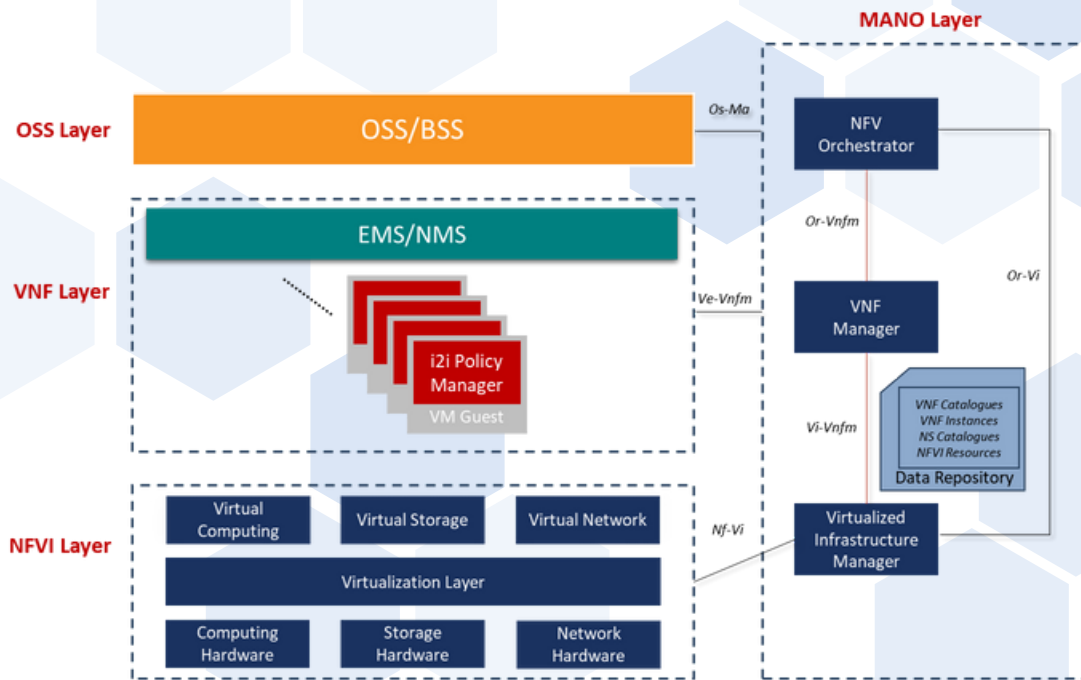 MANO Layer
OSS Layer
OSS/BSS
Os-Ma
NFV
Orchestrator
Or-Vnfm
EMS/NMS
VNF Layer
Ve-Vnfm
Or-Vi
VNF
Manager
i2i Policy
Manager
VM Guest
Vi-Vnfm
VNF Catalogues
VNF Instances
NS Catalogues
NFVI Resources
Data Repository
NFVI Layer
Virtual
Computing
Virtual Storage
Virtual Network
Nf-Vi
Virtualized
Infrastructure
Manager
Virtualization Layer
Computing
Hardware
Storage
Hardware
Network
Hardware